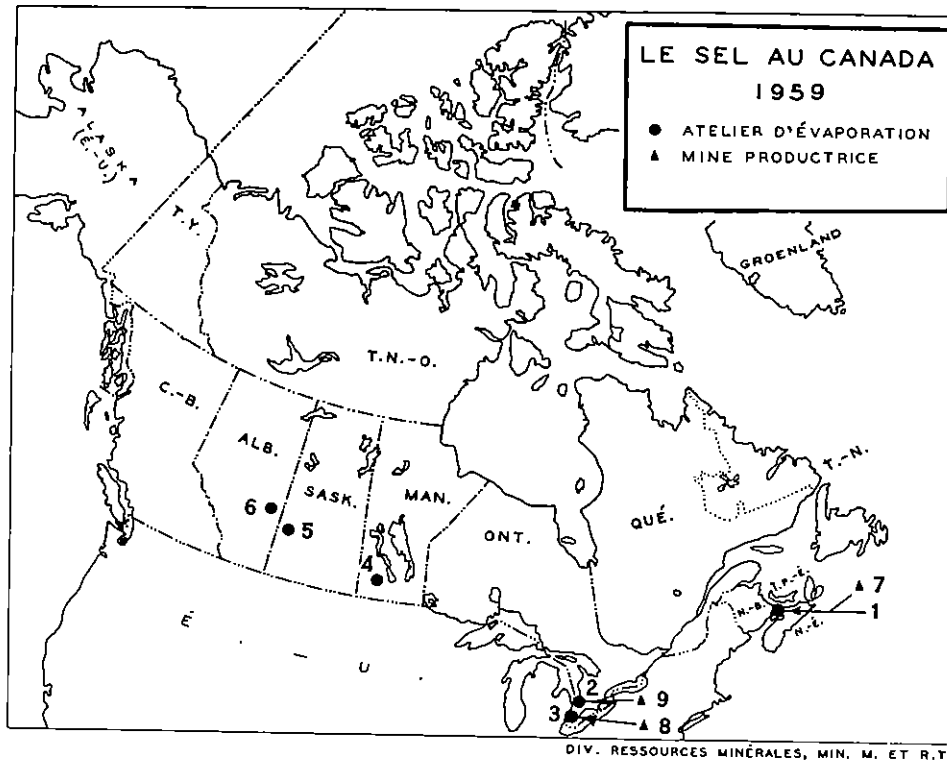 LE SEL AU CANADA
1959
● ATELIER D'ÉVAPORATION
▲ MINE PRODUCTRICE
ALASKA
(É-U.)
T.Y.
GROENLAND
T.N.-O.
C.-B.
ALB.
SASK.
MAN.
ONT.
QUÉ.
T.-N.
6
5
4
T.P.-É.
N.-B.
N.-É.
▲ 7
1
É.-U.
2
▲ 9
3
▲ 8
DIV. RESSOURCES MINÉRALES, MIN. M. ET R.T.